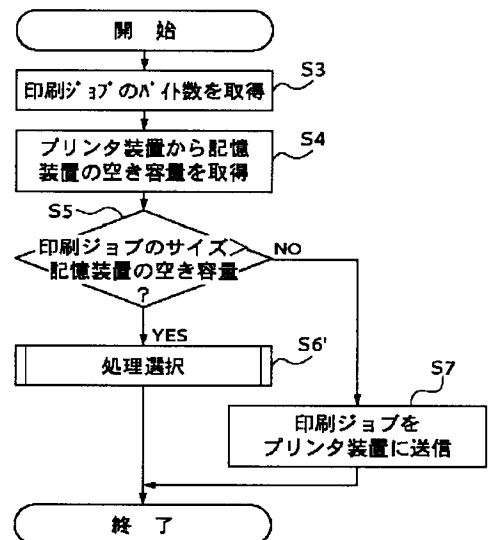 開 始
S3
印刷ｼﾞｮﾌﾞのﾊﾞｲﾄ数を取得
S4
プリンタ装置から記憶
装置の空き容量を取得
S5
印刷ジョブのサイズ＞
記憶装置の空き容量
?
NO
YES
処理選択
S6'
S7
印刷ジョブを
プリンタ装置に送信
終 了